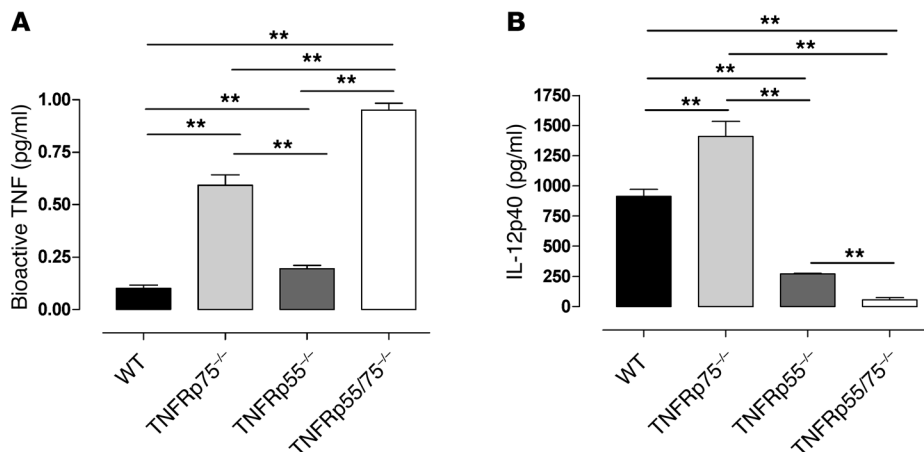 A
**
**
**
**
**
**
Bioactive TNF (pg/ml)
1.00
0.75
0.50
0.25
0.00
WT
TNFRp75⁻/⁻
TNFRp55⁻/⁻
TNFRp55/75⁻/⁻
B
**
**
**
**
**
**
IL-12p40 (pg/ml)
1750
1500
1250
1000
750
500
250
0
WT
TNFRp75⁻/⁻
TNFRp55⁻/⁻
TNFRp55/75⁻/⁻